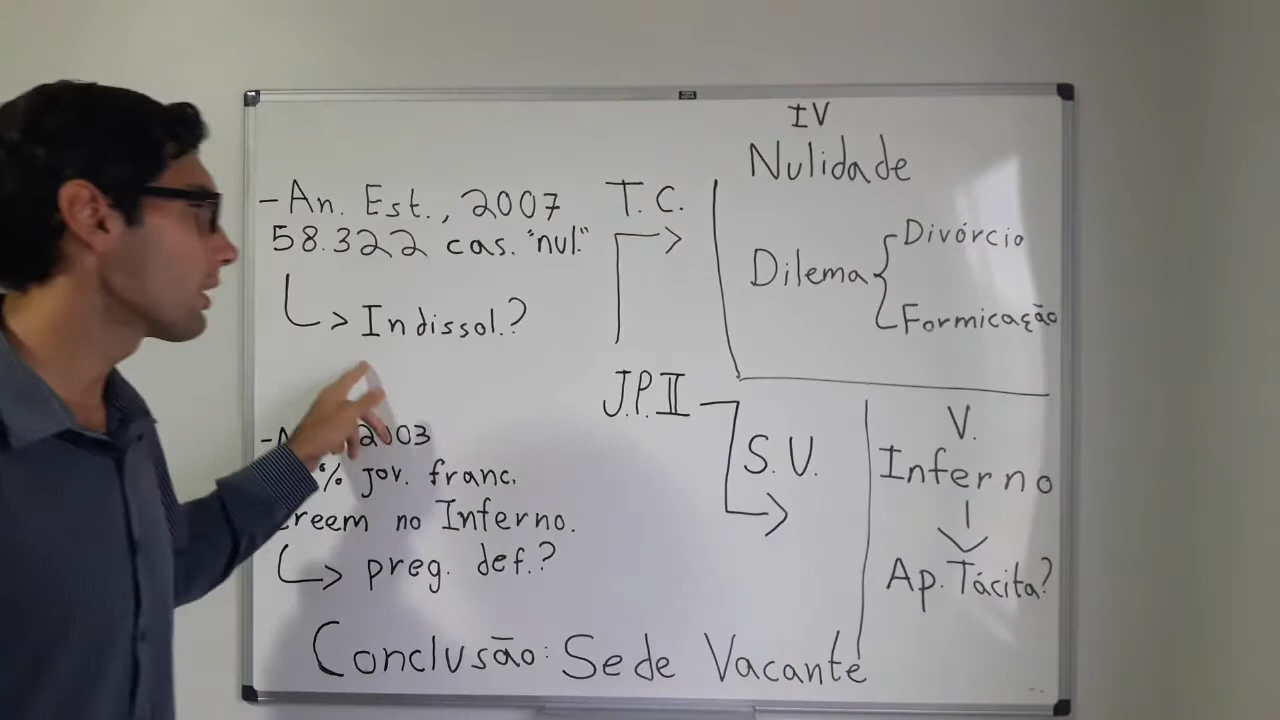 - An. Est., 2007
58.322 cas. "nul."
↳ Indissol.?
2003
% jov. franc.
creem no Inferno.
↳ preg. def.?
T.C.
J.P.II
S.V.
IV
Nulidade
Dilema { Divórcio
Formicação
V.
Inferno
Ap. Tácita?
Conclusão: Sede Vacante